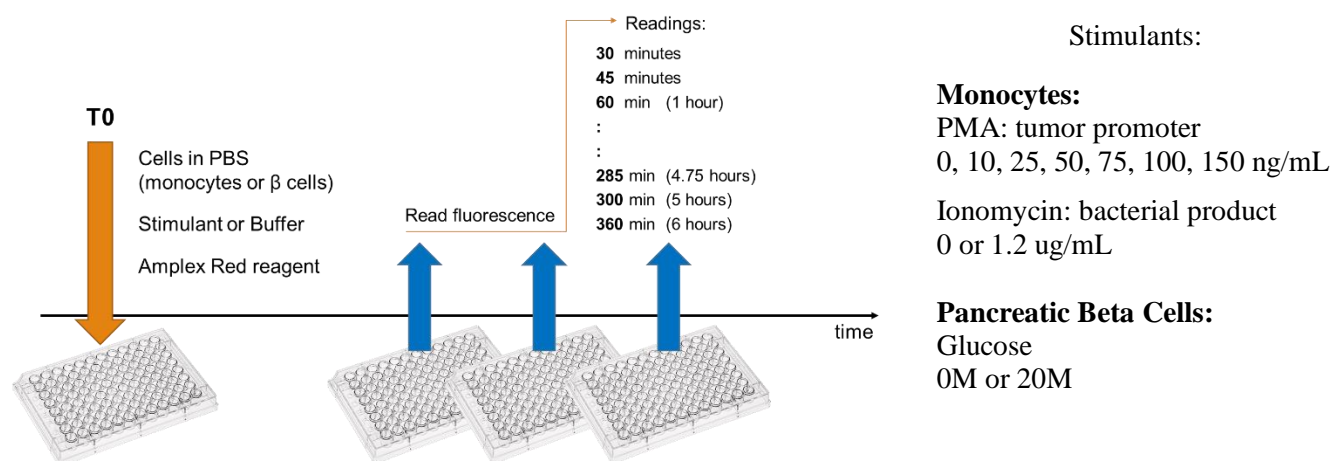 T0
Cells in PBS
(monocytes or β cells)
Stimulant or Buffer
Amplex Red reagent
Read fluorescence
Readings:
30 minutes
45 minutes
60 min (1 hour)
:
:
285 min (4.75 hours)
300 min (5 hours)
360 min (6 hours)
time
Stimulants:
Monocytes:
PMA: tumor promoter
0, 10, 25, 50, 75, 100, 150 ng/mL
Ionomycin: bacterial product
0 or 1.2 ug/mL
Pancreatic Beta Cells:
Glucose
0M or 20M